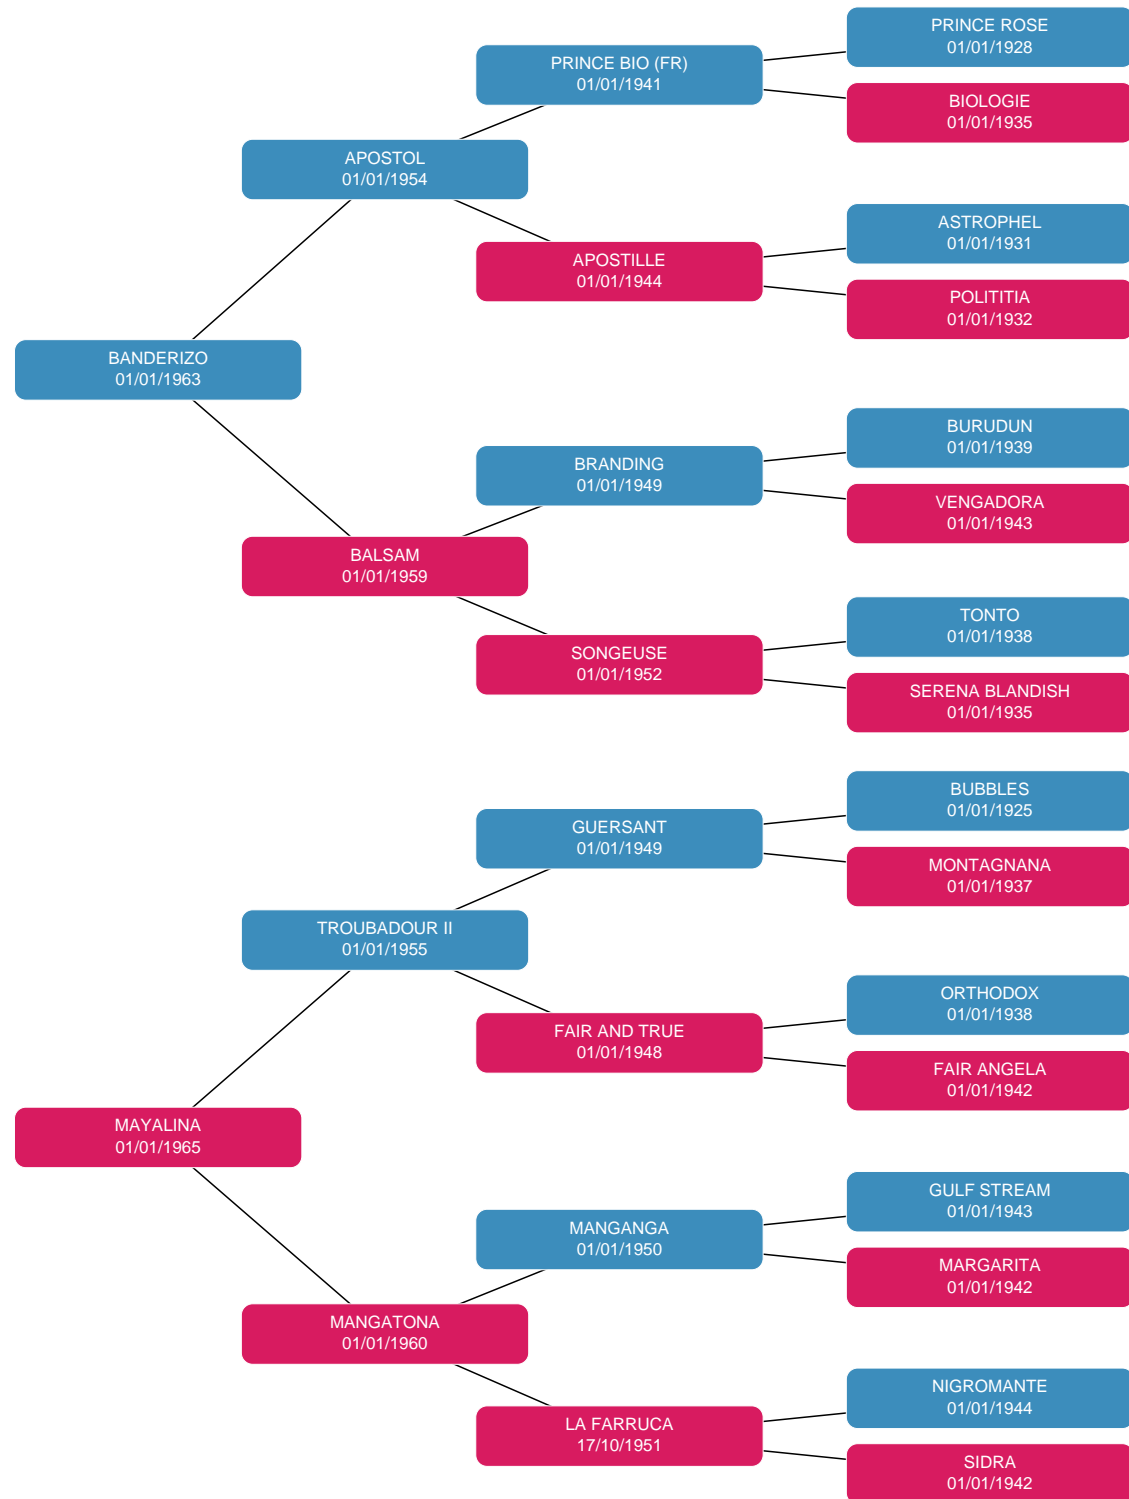 PRINCE ROSE
01/01/1928
PRINCE BIO (FR)
01/01/1941
BIOLOGIE
01/01/1935
APOSTOL
01/01/1954
ASTROPHEL
01/01/1931
APOSTILLE
01/01/1944
POLITITIA
01/01/1932
BANDERIZO
01/01/1963
BURUDUN
01/01/1939
BRANDING
01/01/1949
VENGADORA
01/01/1943
BALSAM
01/01/1959
TONTO
01/01/1938
SONGEUSE
01/01/1952
SERENA BLANDISH
01/01/1935
BUBBLES
01/01/1925
GUERSANT
01/01/1949
MONTAGNANA
01/01/1937
TROUBADOUR II
01/01/1955
ORTHODOX
01/01/1938
FAIR AND TRUE
01/01/1948
FAIR ANGELA
01/01/1942
MAYALINA
01/01/1965
GULF STREAM
01/01/1943
MANGANGA
01/01/1950
MARGARITA
01/01/1942
MANGATONA
01/01/1960
NIGROMANTE
01/01/1944
LA FARRUCA
17/10/1951
SIDRA
01/01/1942